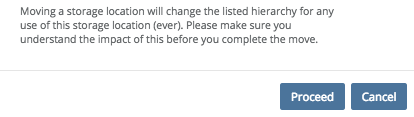 Moving a storage location will change the listed hierarchy for any
use of this storage location (ever). Please make sure you
understand the impact of this before you complete the move.
Proceed
Cancel